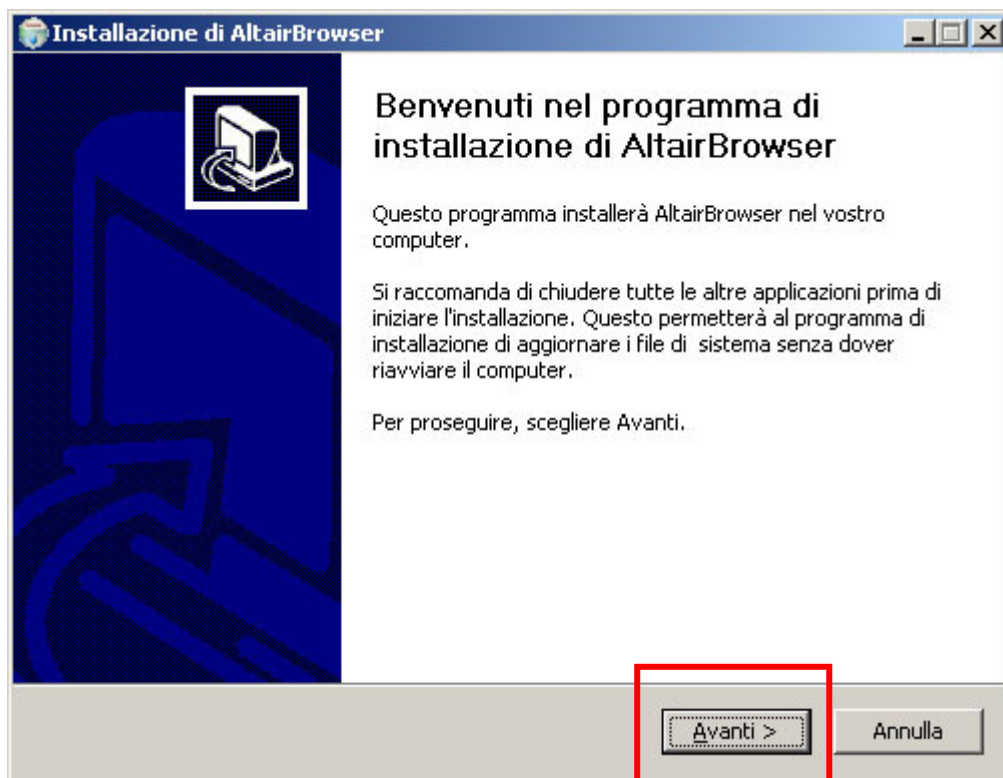 Installazione di AltairBrowser
Benvenuti nel programma di
installazione di AltairBrowser
Questo programma installerà AltairBrowser nel vostro
computer.
Si raccomanda di chiudere tutte le altre applicazioni prima di
iniziare l'installazione. Questo permetterà al programma di
installazione di aggiornare i file di  sistema senza dover
riavviare il computer.
Per proseguire, scegliere Avanti.
Avanti >
Annulla